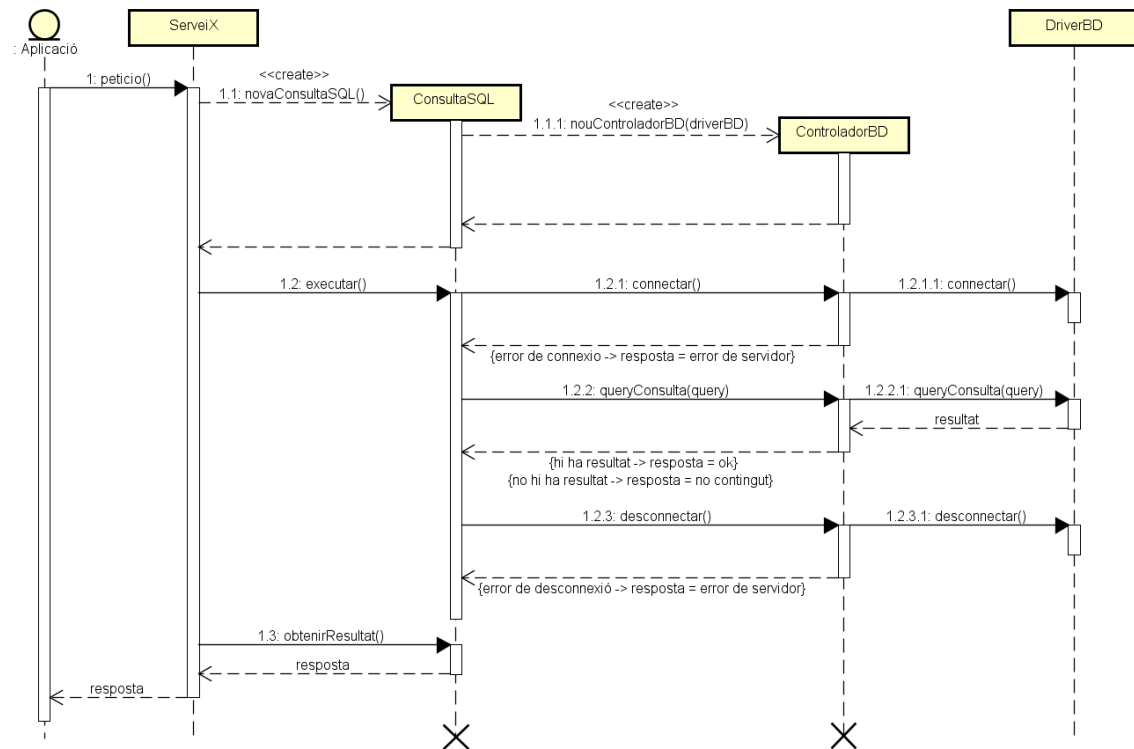 : Aplicació
ServeiX
DriverBD
1: peticio()
<<create>>
1.1: novaConsultaSQL()
ConsultaSQL
<<create>>
1.1.1: nouControladorBD(driverBD)
ControladorBD
1.2: executar()
1.2.1: connectar()
1.2.1.1: connectar()
{error de connexio -> resposta = error de servidor}
1.2.2: queryConsulta(query)
1.2.2.1: queryConsulta(query)
resultat
{hi ha resultat -> resposta = ok}
{no hi ha resultat -> resposta = no contingut}
1.2.3: desconnectar()
1.2.3.1: desconnectar()
{error de desconnexió -> resposta = error de servidor}
1.3: obtenirResultat()
resposta
resposta